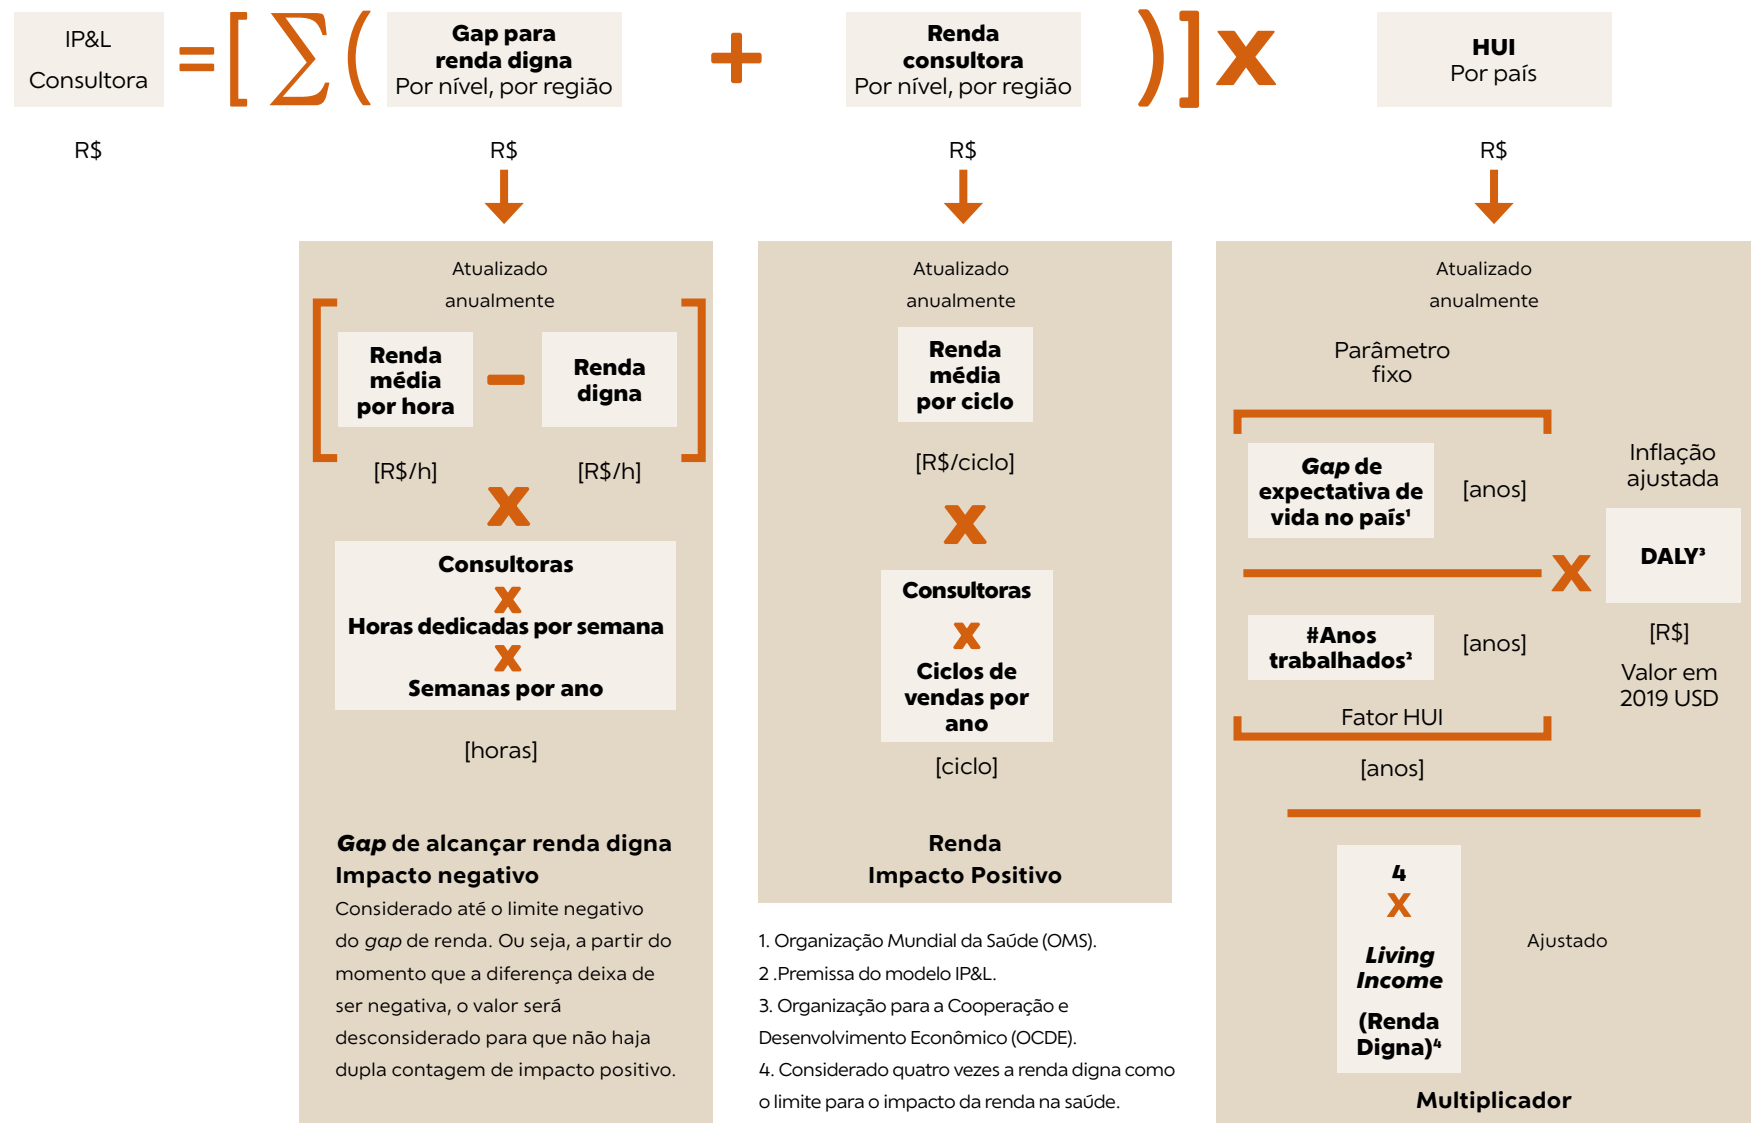 IP&L
Consultora
= [ ∑ (
Gap para
renda digna
Por nível, por região
+
Renda
consultora
Por nível, por região
) ] x
HUI
Por país
R$
R$
R$
R$
Atualizado
anualmente
Renda
média
por hora
–
Renda
digna
[R$/h]
[R$/h]
x
Consultoras
x
Horas dedicadas por semana
x
Semanas por ano
[horas]
Gap de alcançar renda digna
Impacto negativo
Considerado até o limite negativo
do gap de renda. Ou seja, a partir do
momento que a diferença deixa de
ser negativa, o valor será
desconsiderado para que não haja
dupla contagem de impacto positivo.
Atualizado
anualmente
Renda
média
por ciclo
[R$/ciclo]
x
Consultoras
x
Ciclos de
vendas por
ano
[ciclo]
Renda
Impacto Positivo
1. Organização Mundial da Saúde (OMS).
2 .Premissa do modelo IP&L.
3. Organização para a Cooperação e
Desenvolvimento Econômico (OCDE).
4. Considerado quatro vezes a renda digna como
o limite para o impacto da renda na saúde.
Atualizado
anualmente
Parâmetro
fixo
Gap de
expectativa de
vida no país¹
[anos]
#Anos
trabalhados²
[anos]
Fator HUI
[anos]
x
Inflação
ajustada
DALY³
[R$]
Valor em
2019 USD
4
x
Living
Income
(Renda
Digna)⁴
Ajustado
Multiplicador